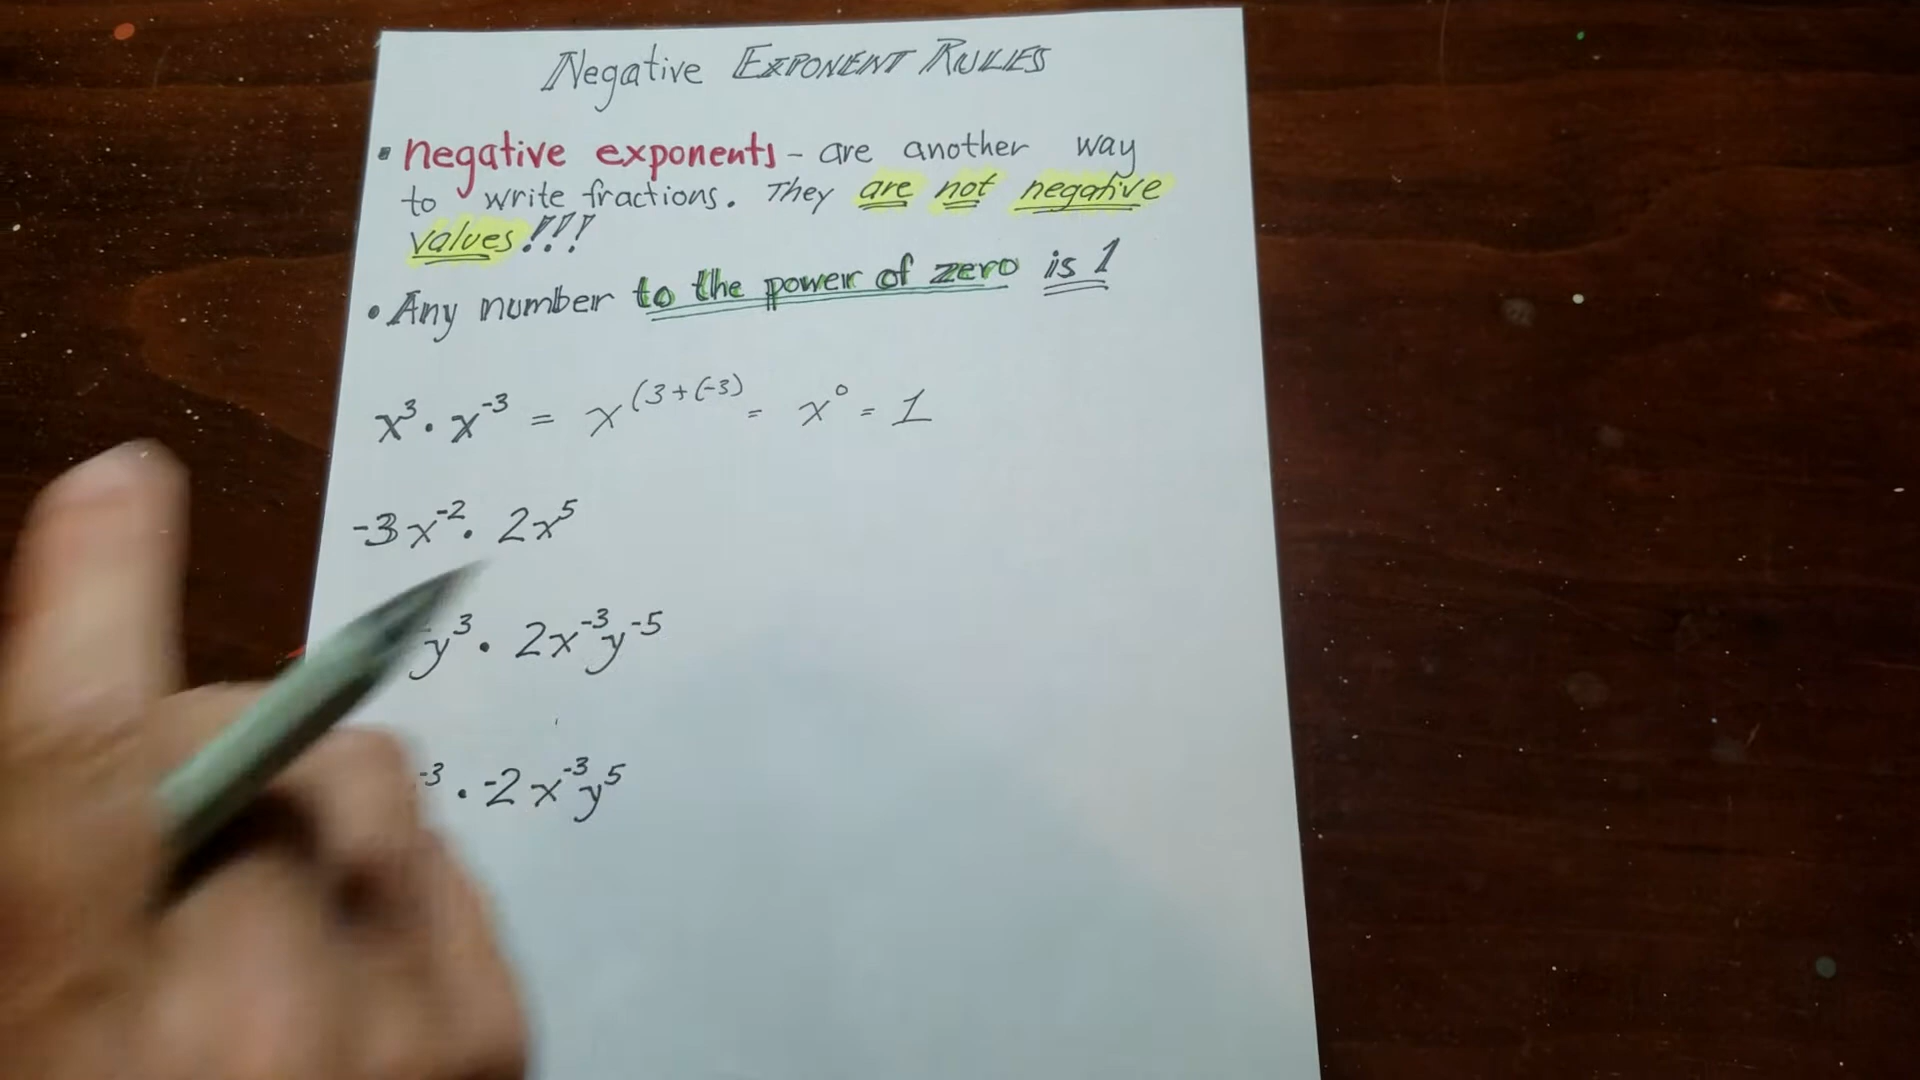 Negative EXPONENT RULES
▪ negative exponents - are another way
to write fractions. They are not negative
values!!!
• Any number to the power of zero is 1
x³ · x⁻³ = x⁽³⁺⁽⁻³⁾ = x⁰ = 1
-3x⁻² · 2x⁵
y³ · 2x⁻³y⁻⁵
⁻³ · -2x⁻³y⁵